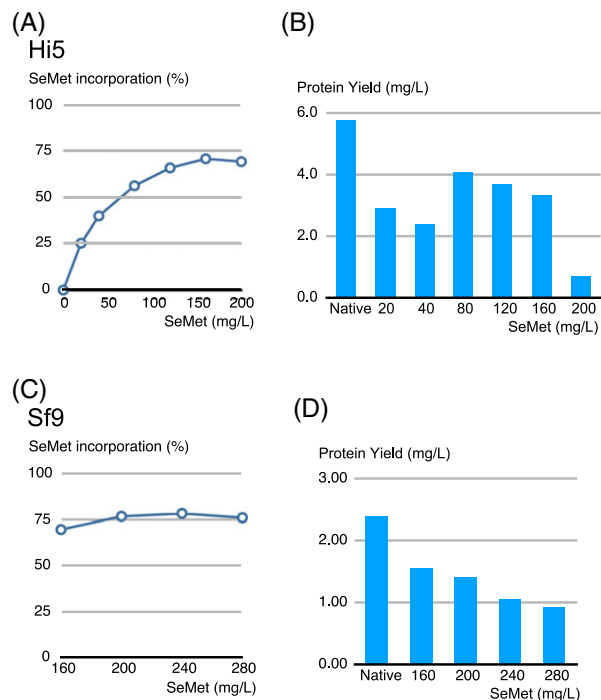 (A)
Hi5
SeMet incorporation (%)
100
75
50
25
0
0 50 100 150 200
SeMet (mg/L)
(B)
Protein Yield (mg/L)
6.0
4.0
2.0
0.0
Native 20 40 80 120 160 200
SeMet (mg/L)
(C)
Sf9
SeMet incorporation (%)
100
75
50
25
0
160 200 240 280
SeMet (mg/L)
(D)
Protein Yield (mg/L)
3.00
2.00
1.00
0.00
Native 160 200 240 280
SeMet (mg/L)